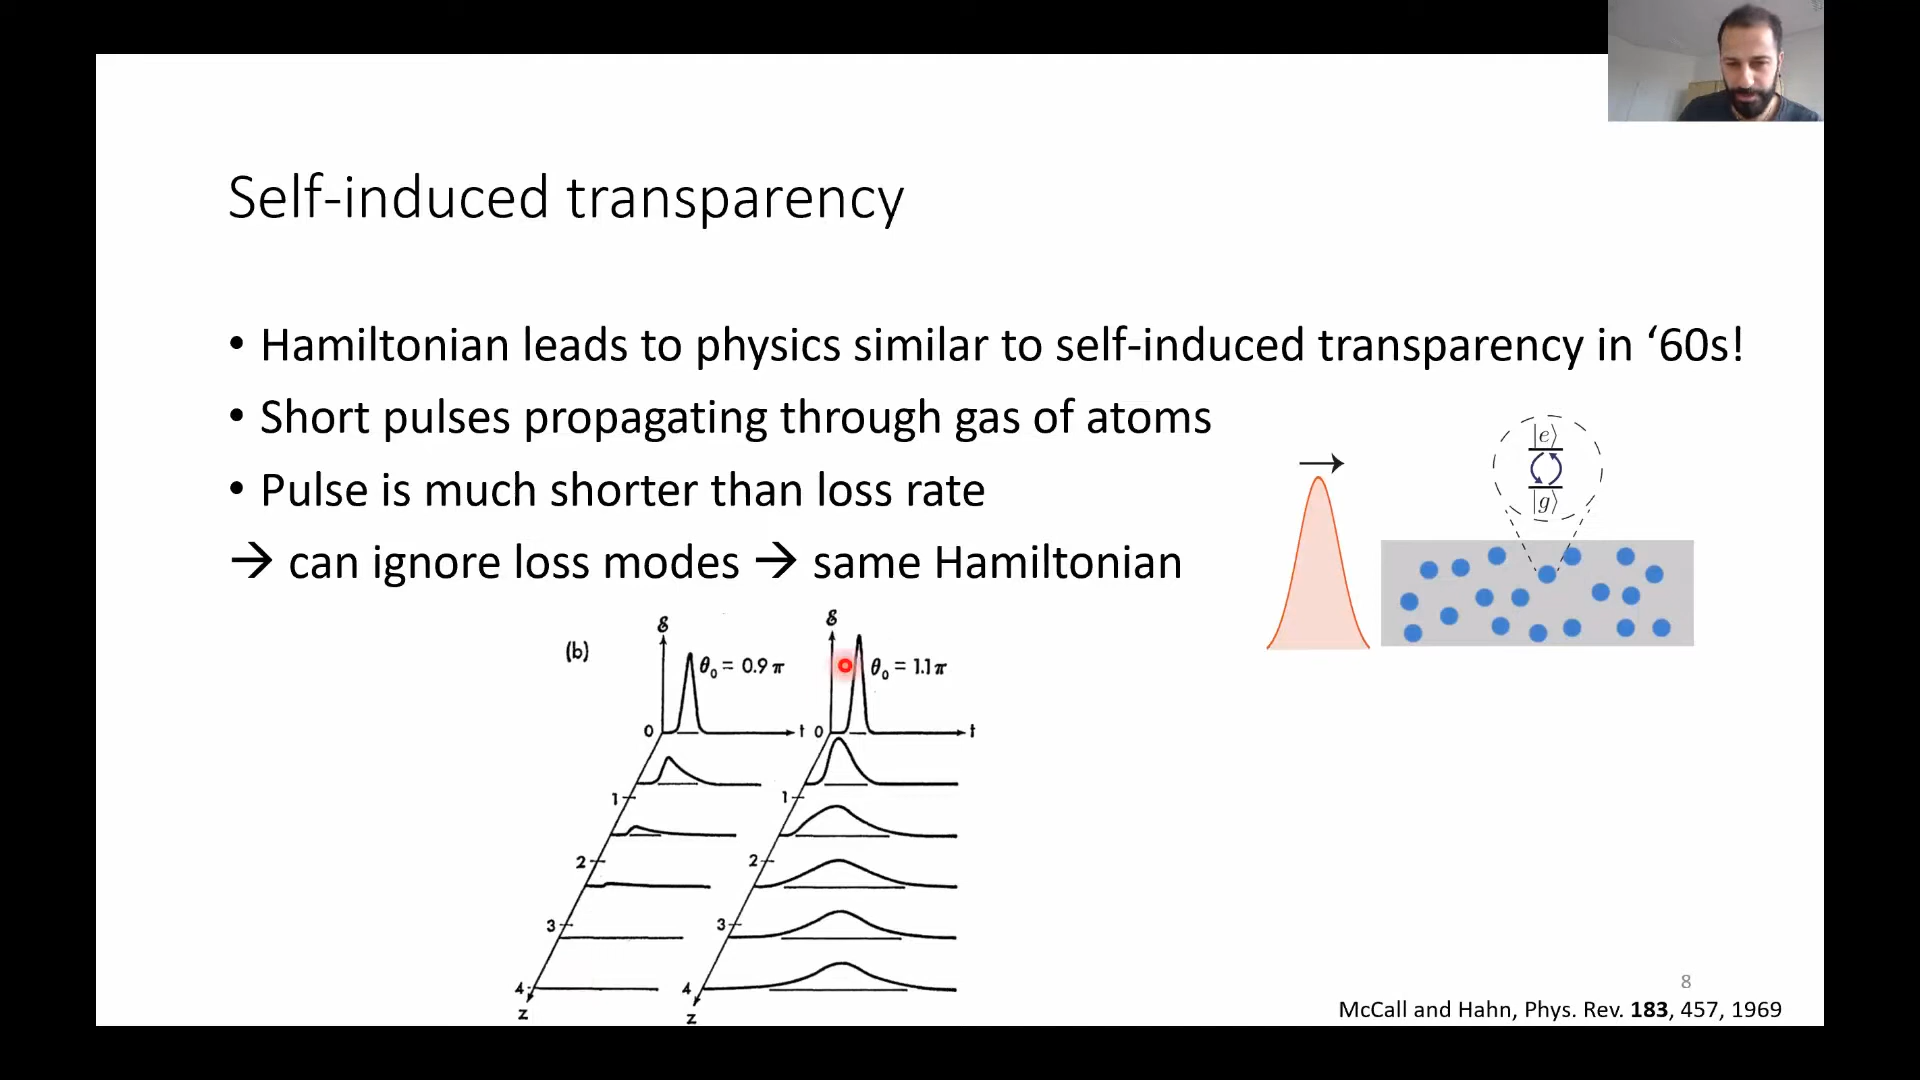 Self-induced transparency
• Hamiltonian leads to physics similar to self-induced transparency in ‘60s!
• Short pulses propagating through gas of atoms
• Pulse is much shorter than loss rate
→ can ignore loss modes → same Hamiltonian
|e⟩
|g⟩
(b)
ℰ
θ₀ = 0.9 π
0
t
1
2
3
4
z
ℰ
θ₀ = 1.1 π
0
t
1
2
3
4
z
8
McCall and Hahn, Phys. Rev. 183, 457, 1969